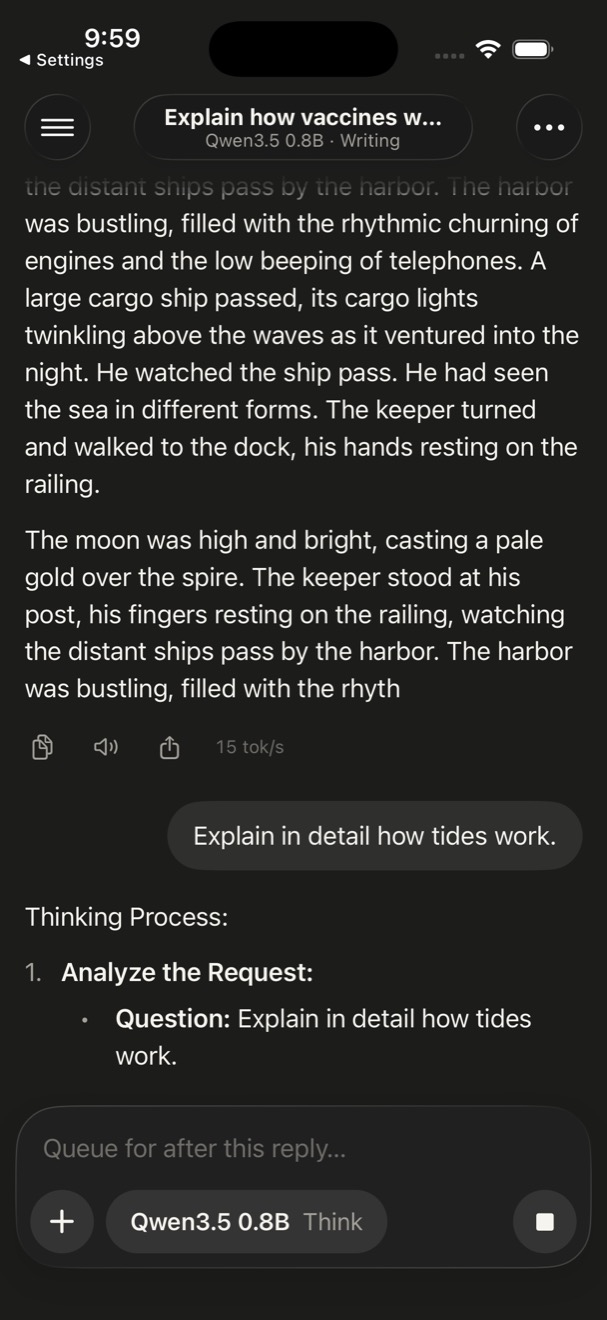 9:59
◀ Settings
Explain how vaccines w...
Qwen3.5 0.8B · Writing
the distant ships pass by the harbor. The harbor
was bustling, filled with the rhythmic churning of
engines and the low beeping of telephones. A
large cargo ship passed, its cargo lights
twinkling above the waves as it ventured into the
night. He watched the ship pass. He had seen
the sea in different forms. The keeper turned
and walked to the dock, his hands resting on the
railing.
The moon was high and bright, casting a pale
gold over the spire. The keeper stood at his
post, his fingers resting on the railing, watching
the distant ships pass by the harbor. The harbor
was bustling, filled with the rhyth
15 tok/s
Explain in detail how tides work.
Thinking Process:
1. Analyze the Request:
• Question: Explain in detail how tides
work.
Queue for after this reply...
Qwen3.5 0.8B Think